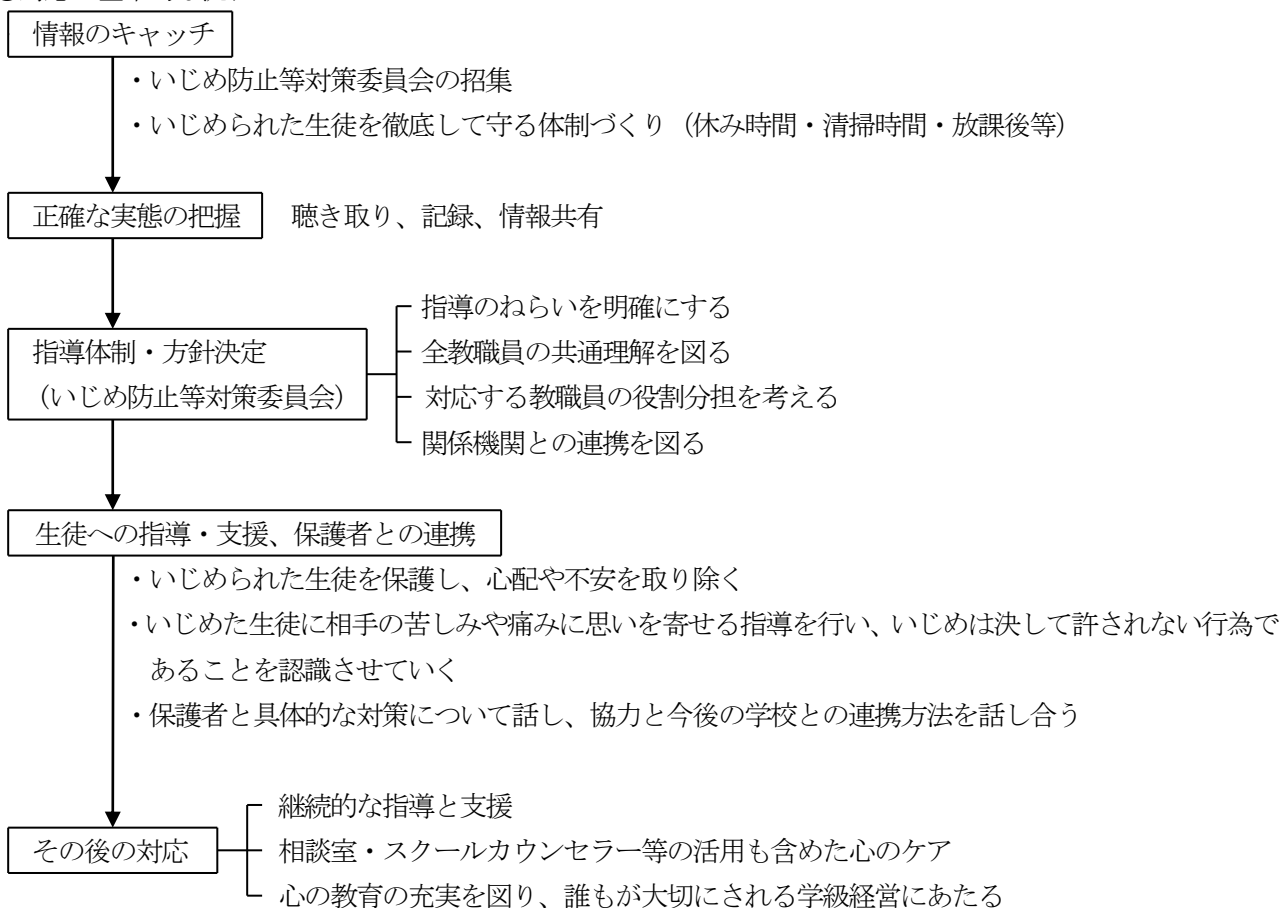 情報のキャッチ
・いじめ防止等対策委員会の招集
・いじめられた生徒を徹底して守る体制づくり（休み時間・清掃時間・放課後等）
正確な実態の把握
聴き取り、記録、情報共有
指導体制・方針決定
（いじめ防止等対策委員会）
指導のねらいを明確にする
全教職員の共通理解を図る
対応する教職員の役割分担を考える
関係機関との連携を図る
生徒への指導・支援、保護者との連携
・いじめられた生徒を保護し、心配や不安を取り除く
・いじめた生徒に相手の苦しみや痛みに思いを寄せる指導を行い、いじめは決して許されない行為で
あることを認識させていく
・保護者と具体的な対策について話し、協力と今後の学校との連携方法を話し合う
その後の対応
継続的な指導と支援
相談室・スクールカウンセラー等の活用も含めた心のケア
心の教育の充実を図り、誰もが大切にされる学級経営にあたる